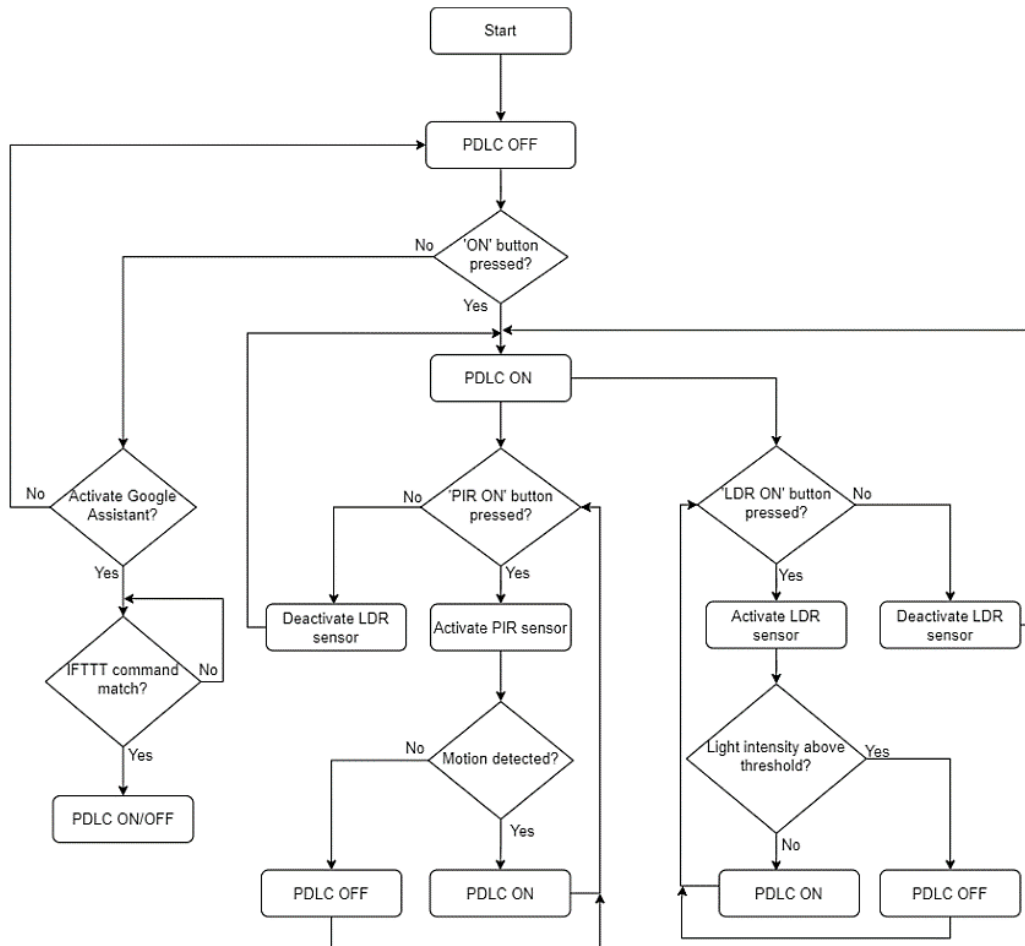 Start
PDLC OFF
'ON' button
pressed?
No
Yes
PDLC ON
Activate Google
Assistant?
No
Yes
'PIR ON' button
pressed?
No
Yes
'LDR ON' button
pressed?
No
Yes
Deactivate LDR
sensor
Activate PIR sensor
Activate LDR
sensor
Deactivate LDR
sensor
IFTTT command
match?
No
Yes
Motion detected?
No
Yes
Light intensity above
threshold?
Yes
No
PDLC ON/OFF
PDLC OFF
PDLC ON
PDLC ON
PDLC OFF